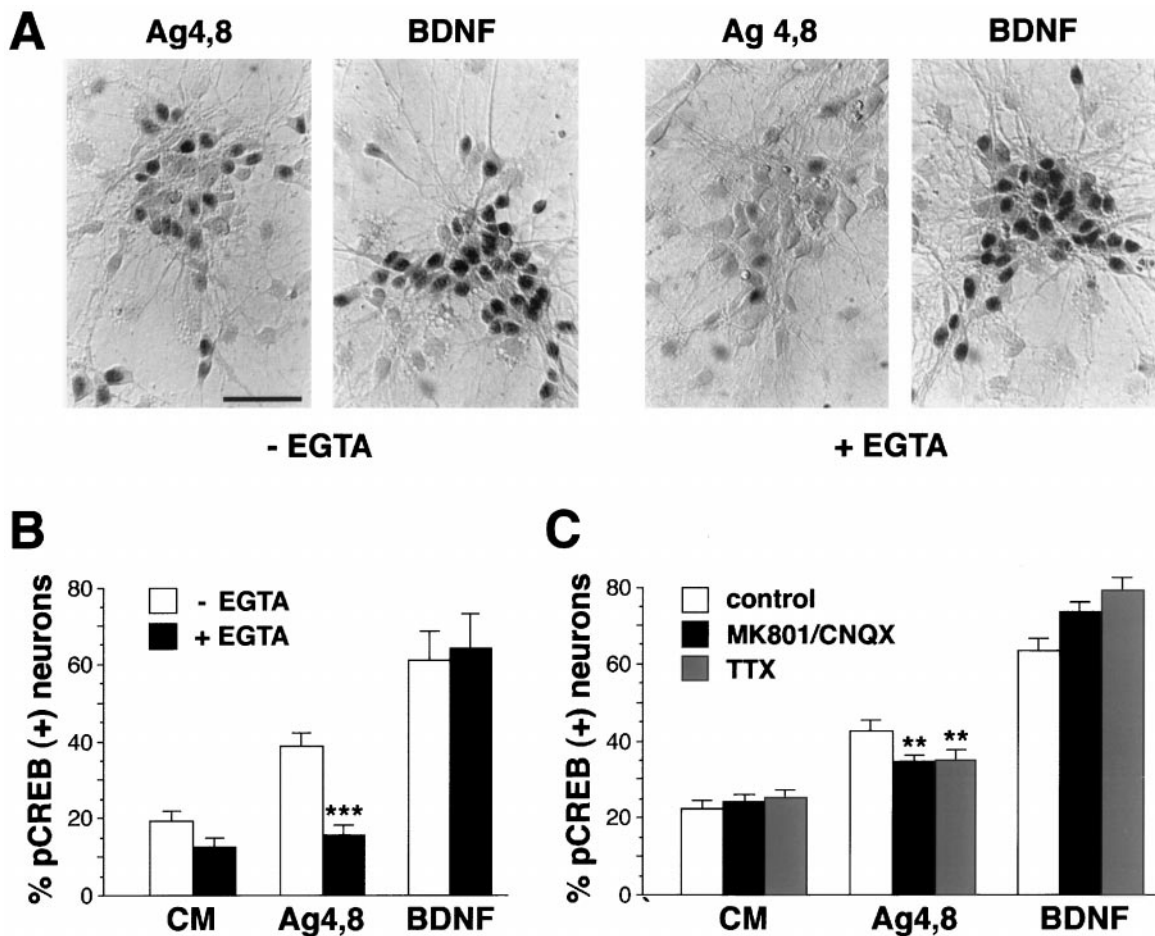 A
Ag4,8 BDNF Ag 4,8 BDNF
- EGTA + EGTA
B
% pCREB (+) neurons
80
60
40
20
0
- EGTA
+ EGTA
***
CM Ag4,8 BDNF
C
% pCREB (+) neurons
80
60
40
20
0
control
MK801/CNQX
TTX
** **
CM Ag4,8 BDNF